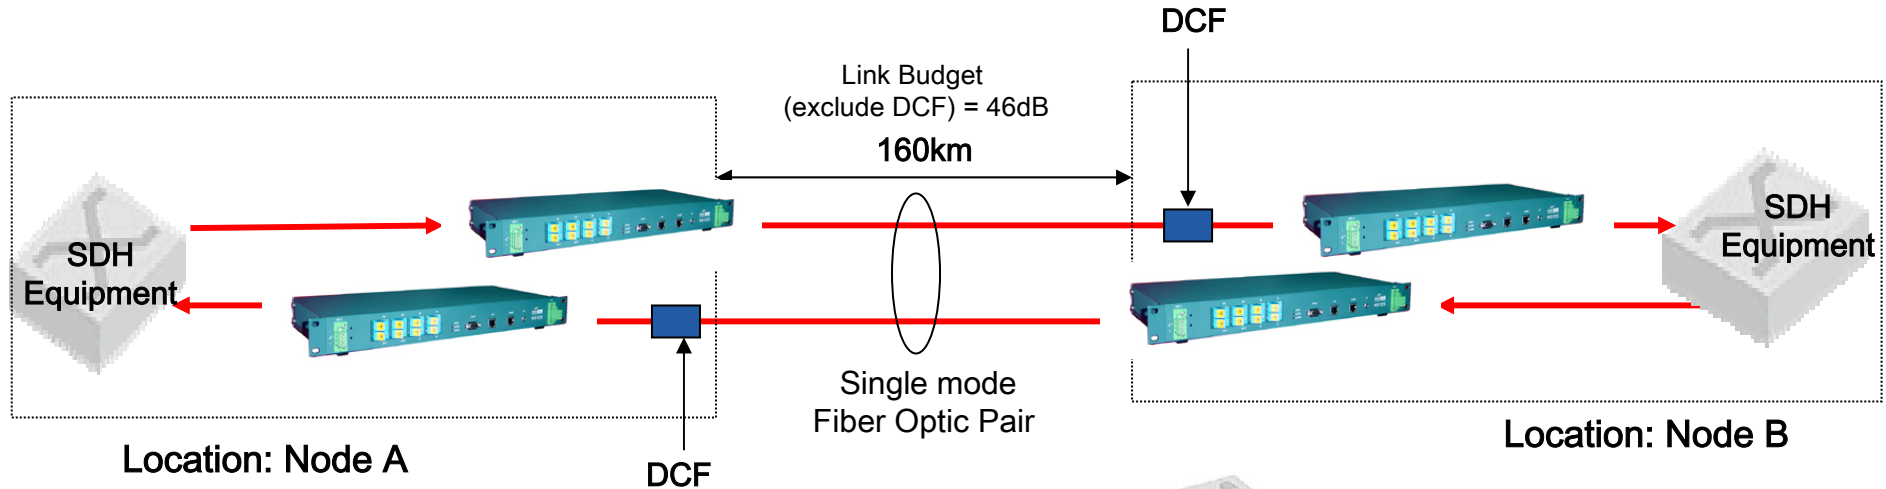 DCF
Link Budget
(exclude DCF) = 46dB
160km
SDH
Equipment
SDH
Equipment
Single mode
Fiber Optic Pair
Location: Node A
DCF
Location: Node B